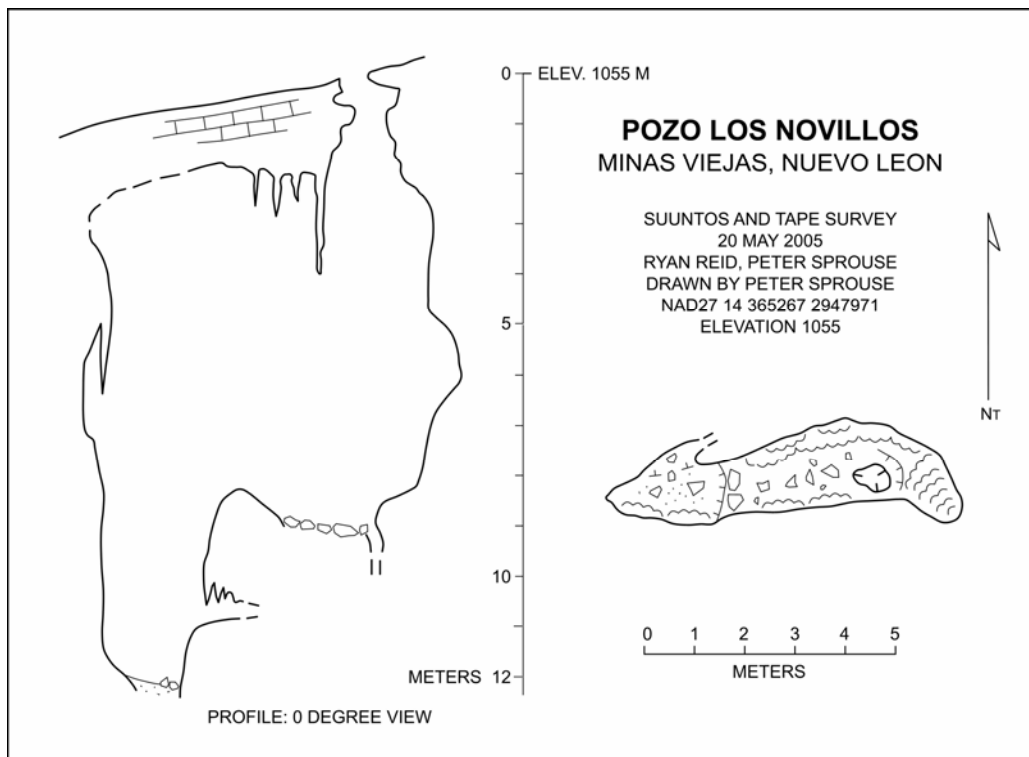 0 ELEV. 1055 M
POZO LOS NOVILLOS
MINAS VIEJAS, NUEVO LEON
SUUNTOS AND TAPE SURVEY
20 MAY 2005
RYAN REID, PETER SPROUSE
DRAWN BY PETER SPROUSE
NAD27 14 365267 2947971
ELEVATION 1055
5
NT
10
METERS 12
PROFILE: 0 DEGREE VIEW
0 1 2 3 4 5
METERS